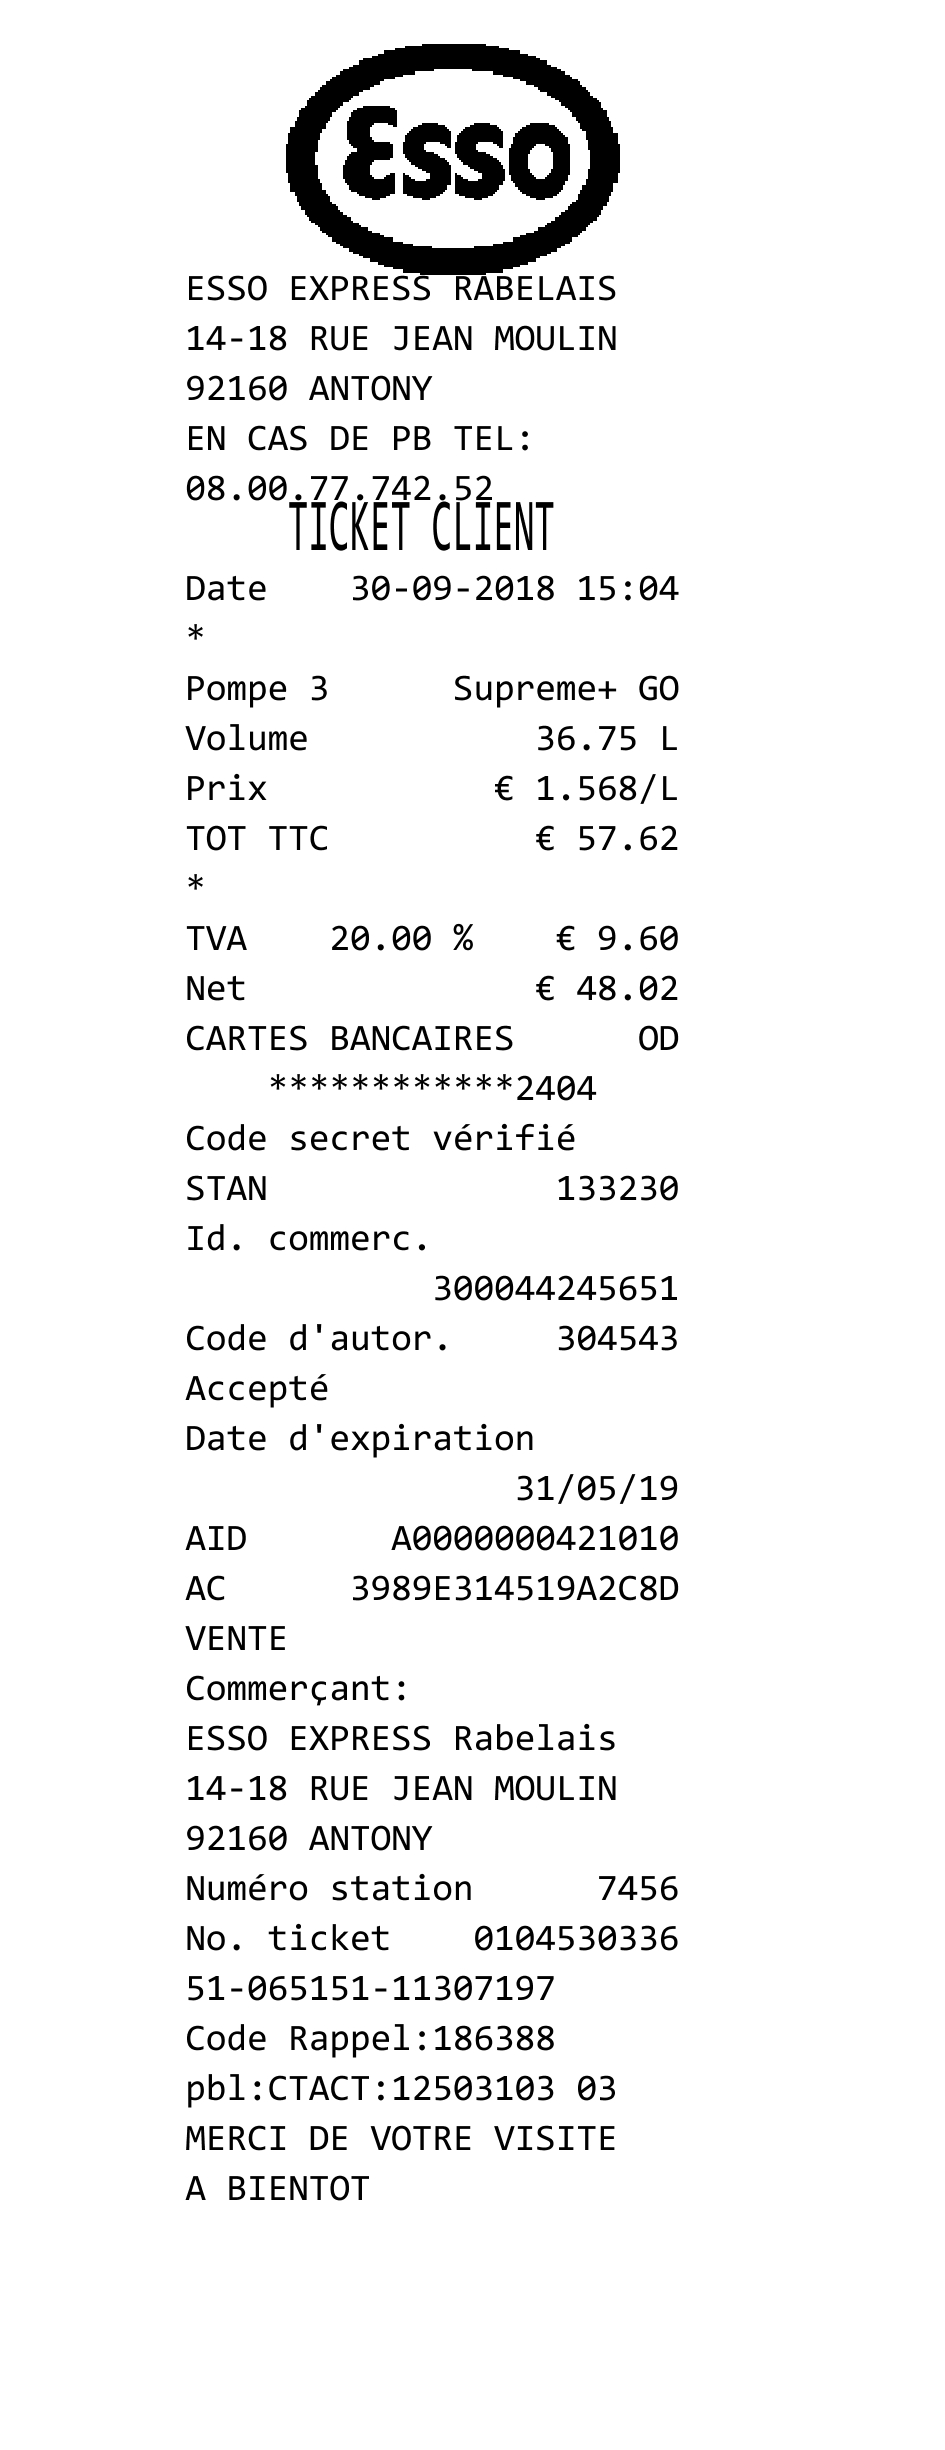 Esso
ESSO EXPRESS RABELAIS
14-18 RUE JEAN MOULIN
92160 ANTONY
EN CAS DE PB TEL:
08.00.77.742.52
TICKET CLIENT
Date 30-09-2018 15:04
*
Pompe 3 Supreme+ GO
Volume 36.75 L
Prix € 1.568/L
TOT TTC € 57.62
*
TVA 20.00 % € 9.60
Net € 48.02
CARTES BANCAIRES OD
************2404
Code secret vérifié
STAN 133230
Id. commerc.
300044245651
Code d'autor. 304543
Accepté
Date d'expiration
31/05/19
AID A0000000421010
AC 3989E314519A2C8D
VENTE
Commerçant:
ESSO EXPRESS Rabelais
14-18 RUE JEAN MOULIN
92160 ANTONY
Numéro station 7456
No. ticket 0104530336
51-065151-11307197
Code Rappel:186388
pbl:CTACT:12503103 03
MERCI DE VOTRE VISITE
A BIENTOT